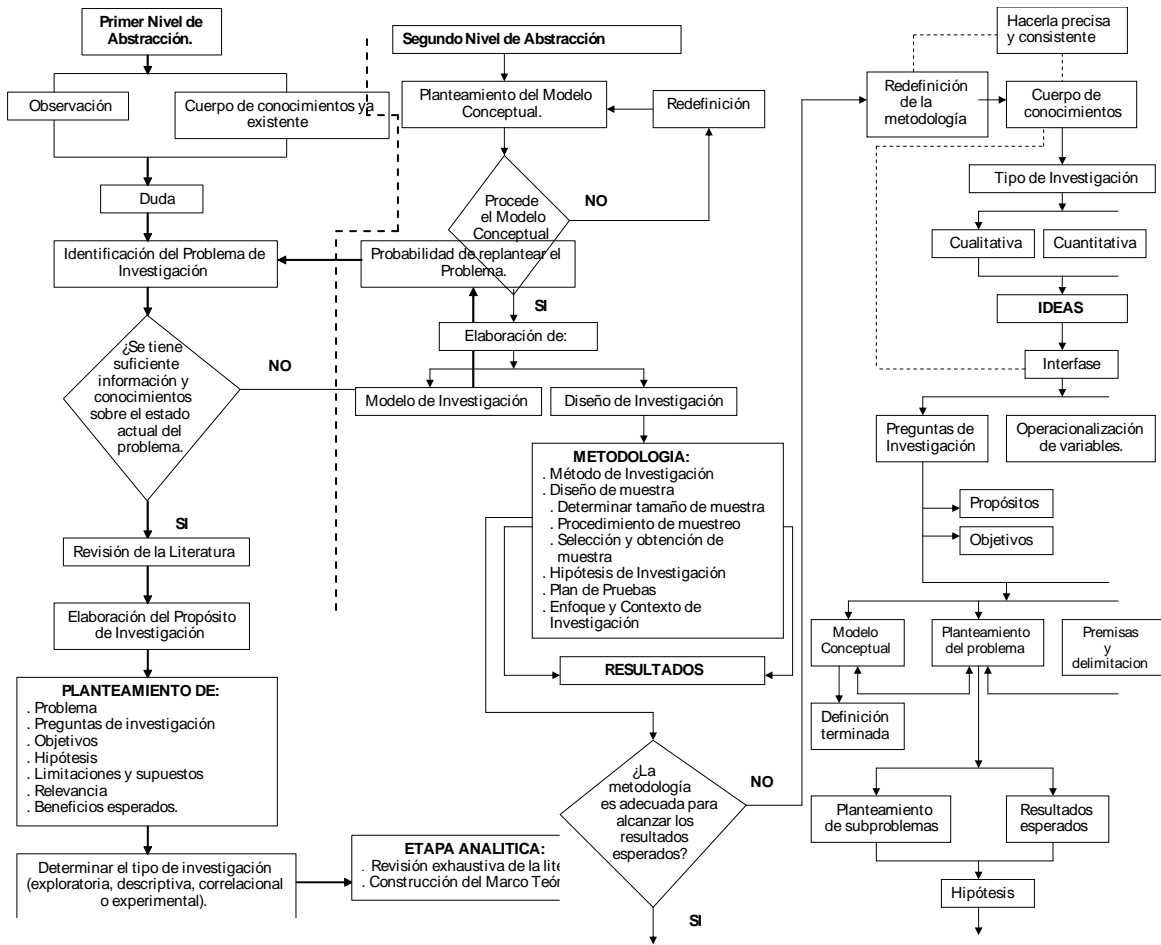 Primer Nivel de
Abstracción.
Observación
Cuerpo de conocimientos ya
existente
Duda
Identificación del Problema de
Investigación
¿Se tiene
suficiente
información y
conocimientos
sobre el estado
actual del
problema.
NO
SI
Revisión de la Literatura
Elaboración del Propósito
de Investigación
PLANTEAMIENTO DE:
. Problema
. Preguntas de investigación
. Objetivos
. Hipótesis
. Limitaciones y supuestos
. Relevancia
. Beneficios esperados.
Determinar el tipo de investigación
(exploratoria, descriptiva, correlacional
o experimental).
ETAPA ANALITICA:
. Revisión exhaustiva de la lite
. Construcción del Marco Teór
Segundo Nivel de Abstracción
Planteamiento del Modelo
Conceptual.
Redefinición
Procede
el Modelo
Conceptual
NO
Probabilidad de replantear el
Problema.
SI
Elaboración de:
Modelo de Investigación
Diseño de Investigación
METODOLOGIA:
. Método de Investigación
. Diseño de muestra
. Determinar tamaño de muestra
. Procedimiento de muestreo
. Selección y obtención de
muestra
. Hipótesis de Investigación
. Plan de Pruebas
. Enfoque y Contexto de
Investigación
RESULTADOS
¿La
metodología
es adecuada para
alcanzar los
resultados
esperados?
NO
SI
Hacerla precisa
y consistente
Redefinición
de la
metodología
Cuerpo de
conocimientos
Tipo de Investigación
Cualitativa
Cuantitativa
IDEAS
Interfase
Preguntas de
Investigación
Operacionalización
de variables.
Propósitos
Objetivos
Modelo
Conceptual
Planteamiento
del problema
Premisas
y
delimitacion
Definición
terminada
Planteamiento
de subproblemas
Resultados
esperados
Hipótesis